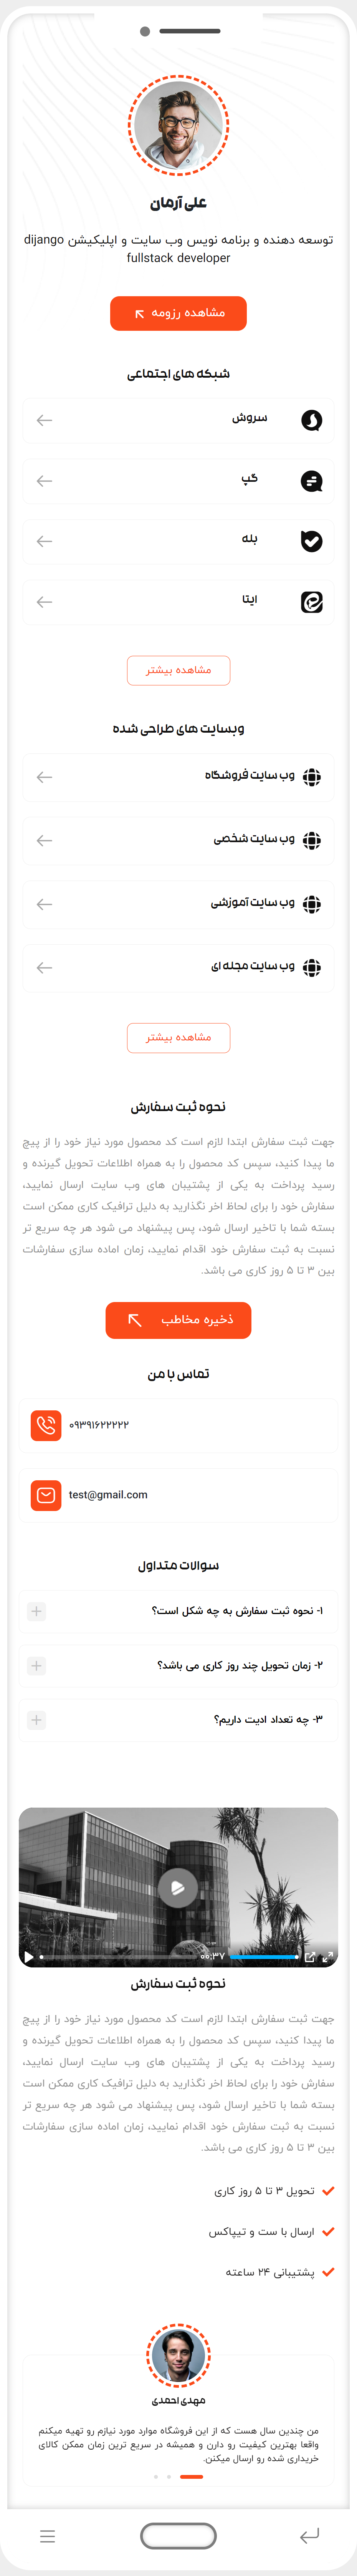 علی آرمان
توسعه دهنده و برنامه نویس وب سایت و اپلیکیشن dijango
fullstack developer
مشاهده رزومه
شبکه های اجتماعی
سروش
گپ
بله
ایتا
مشاهده بیشتر
وبسایت های طراحی شده
وب سایت فروشگاه
وب سایت شخصی
وب سایت آموزشی
وب سایت مجله ای
مشاهده بیشتر
نحوه ثبت سفارش
جهت ثبت سفارش ابتدا لازم است کد محصول مورد نیاز خود را از پیج
ما پیدا کنید، سپس کد محصول را به همراه اطلاعات تحویل گیرنده و
رسید پرداخت به یکی از پشتیبان های وب سایت ارسال نمایید،
سفارش خود را برای لحاظ اخر نگذارید به دلیل ترافیک کاری ممکن است
بسته شما با تاخیر ارسال شود، پس پیشنهاد می شود هر چه سریع تر
نسبت به ثبت سفارش خود اقدام نمایید، زمان اماده سازی سفارشات
بین ۳ تا ۵ روز کاری می باشد.
ذخیره مخاطب
تماس با من
۰۹۳۹۱۶۲۲۲۲۲
test@gmail.com
سوالات متداول
۱- نحوه ثبت سفارش به چه شکل است؟
۲- زمان تحویل چند روز کاری می باشد؟
۳- چه تعداد ادیت داریم؟
۰۰:۳۷
نحوه ثبت سفارش
جهت ثبت سفارش ابتدا لازم است کد محصول مورد نیاز خود را از پیج
ما پیدا کنید، سپس کد محصول را به همراه اطلاعات تحویل گیرنده و
رسید پرداخت به یکی از پشتیبان های وب سایت ارسال نمایید،
سفارش خود را برای لحاظ اخر نگذارید به دلیل ترافیک کاری ممکن است
بسته شما با تاخیر ارسال شود، پس پیشنهاد می شود هر چه سریع تر
نسبت به ثبت سفارش خود اقدام نمایید، زمان اماده سازی سفارشات
بین ۳ تا ۵ روز کاری می باشد.
تحویل ۳ تا ۵ روز کاری
ارسال با ست و تیپاکس
پشتیبانی ۲۴ ساعته
مهدی احمدی
من چندین سال هست که از این فروشگاه موارد مورد نیازم رو تهیه میکنم
واقعا بهترین کیفیت رو دارن و همیشه در سریع ترین زمان ممکن کالای
خریداری شده رو ارسال میکنن.